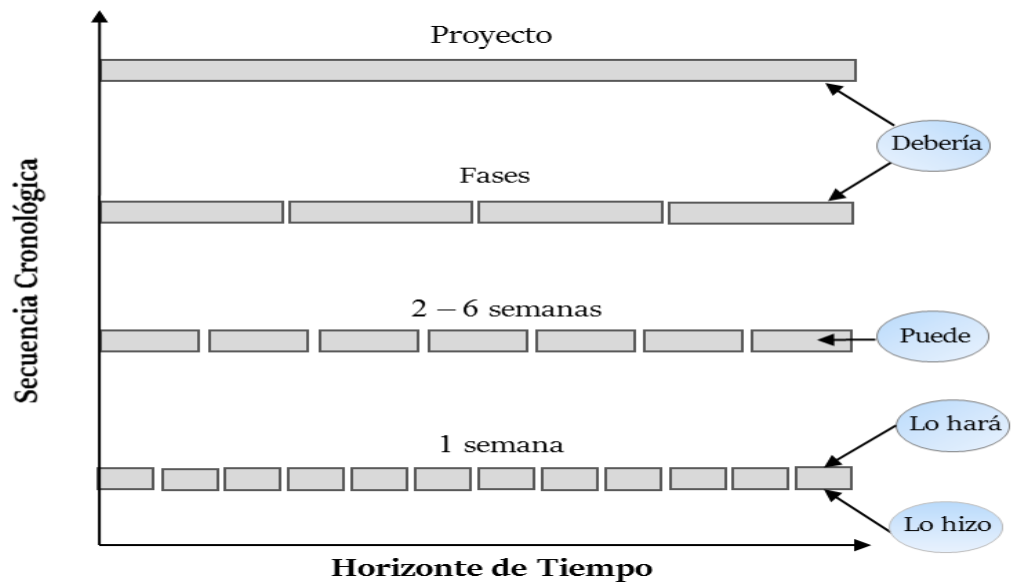 Proyecto
Debería
Fases
Secuencia Cronológica
2 – 6 semanas
Puede
Lo hará
1 semana
Lo hizo
Horizonte de Tiempo